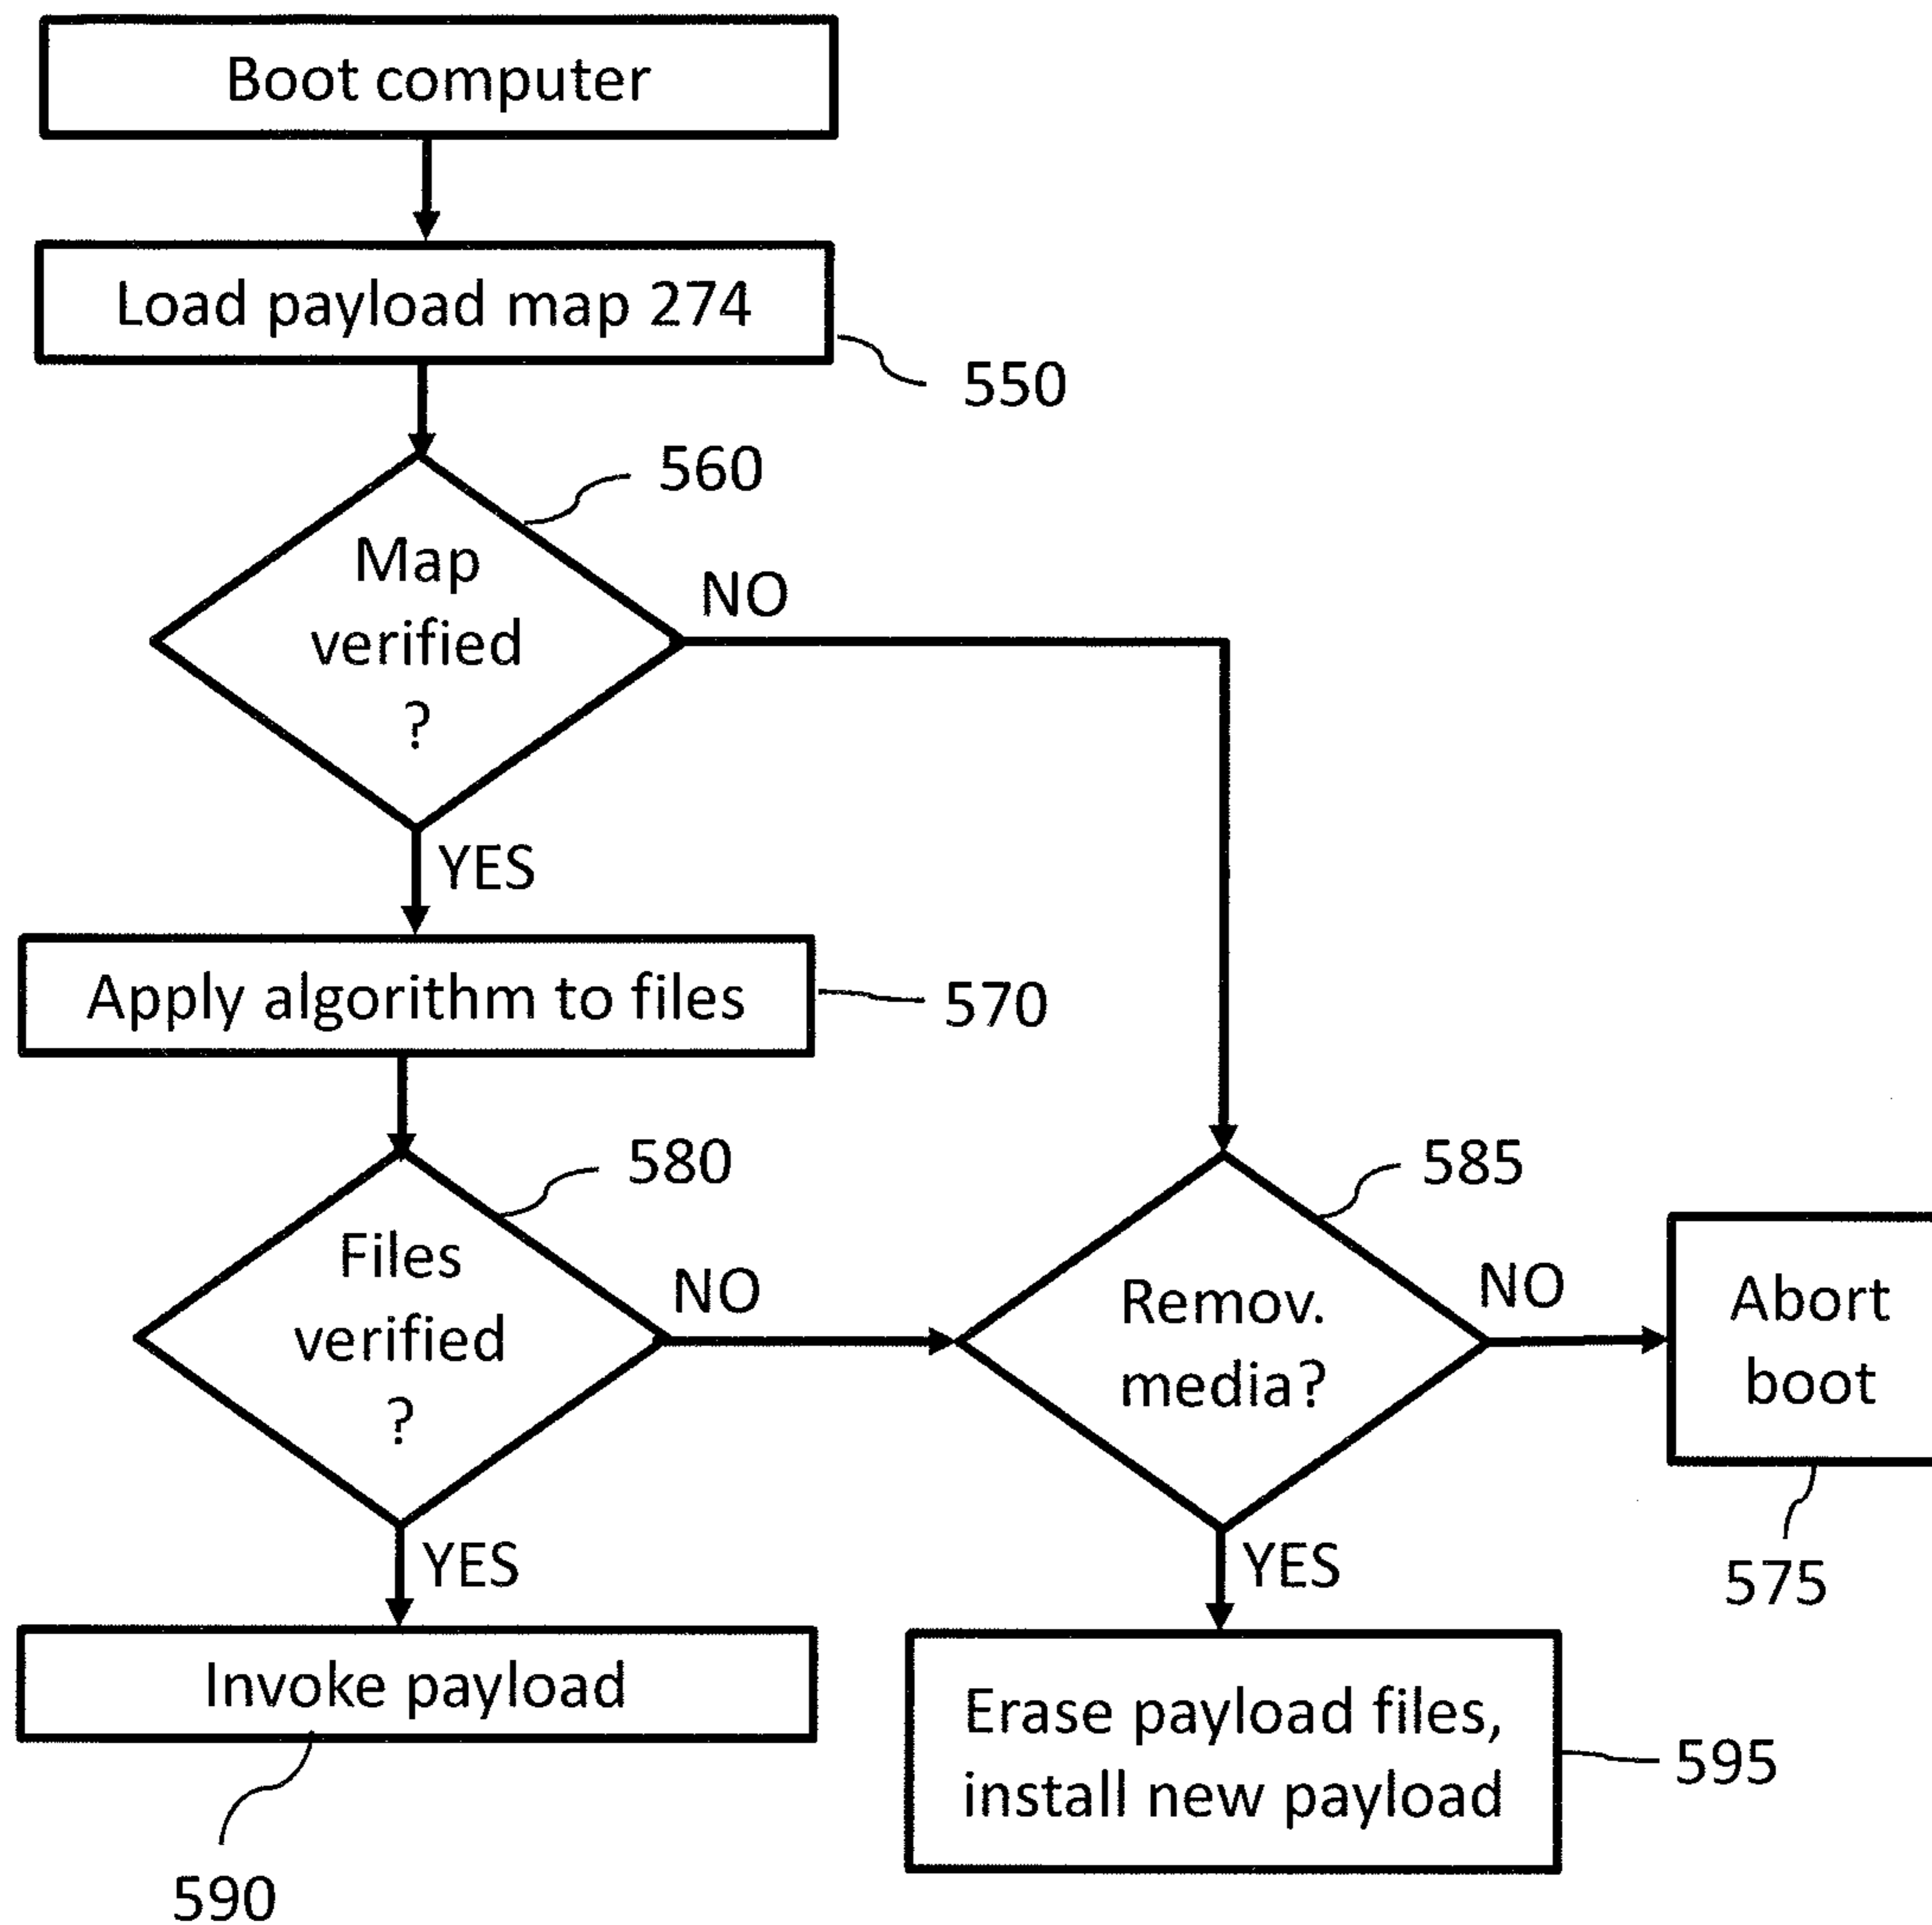 Boot computer
Load payload map 274
550
560
Map
verified
?
NO
YES
Apply algorithm to files
570
580
Files
verified
?
NO
585
Remov.
media?
NO
Abort
boot
575
YES
YES
Invoke payload
590
Erase payload files,
install new payload
595